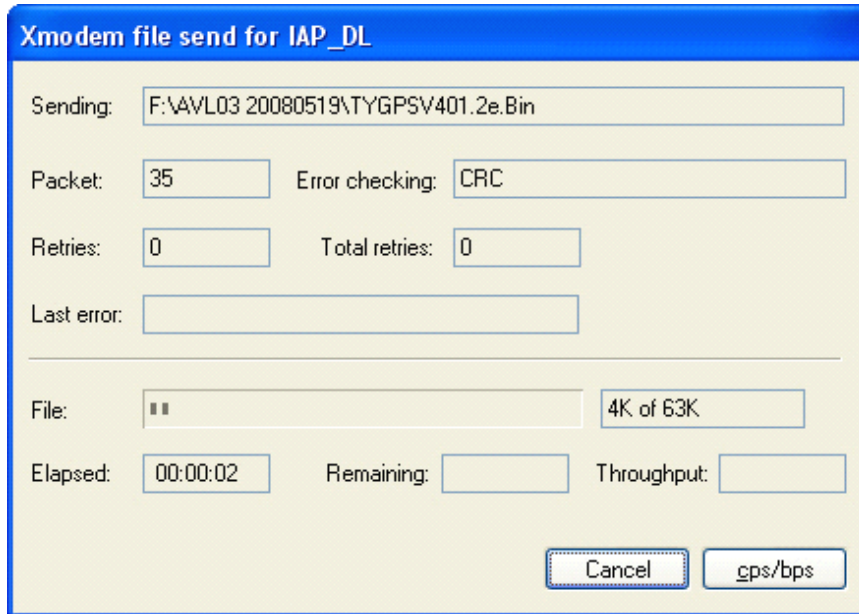 Xmodem file send for IAP_DL
Sending: F:\AVL03 20080519\TYGPSV401.2e.Bin
Packet: 35 Error checking: CRC
Retries: 0 Total retries: 0
Last error:
File: 4K of 63K
Elapsed: 00:00:02 Remaining: Throughput:
Cancel cps/bps